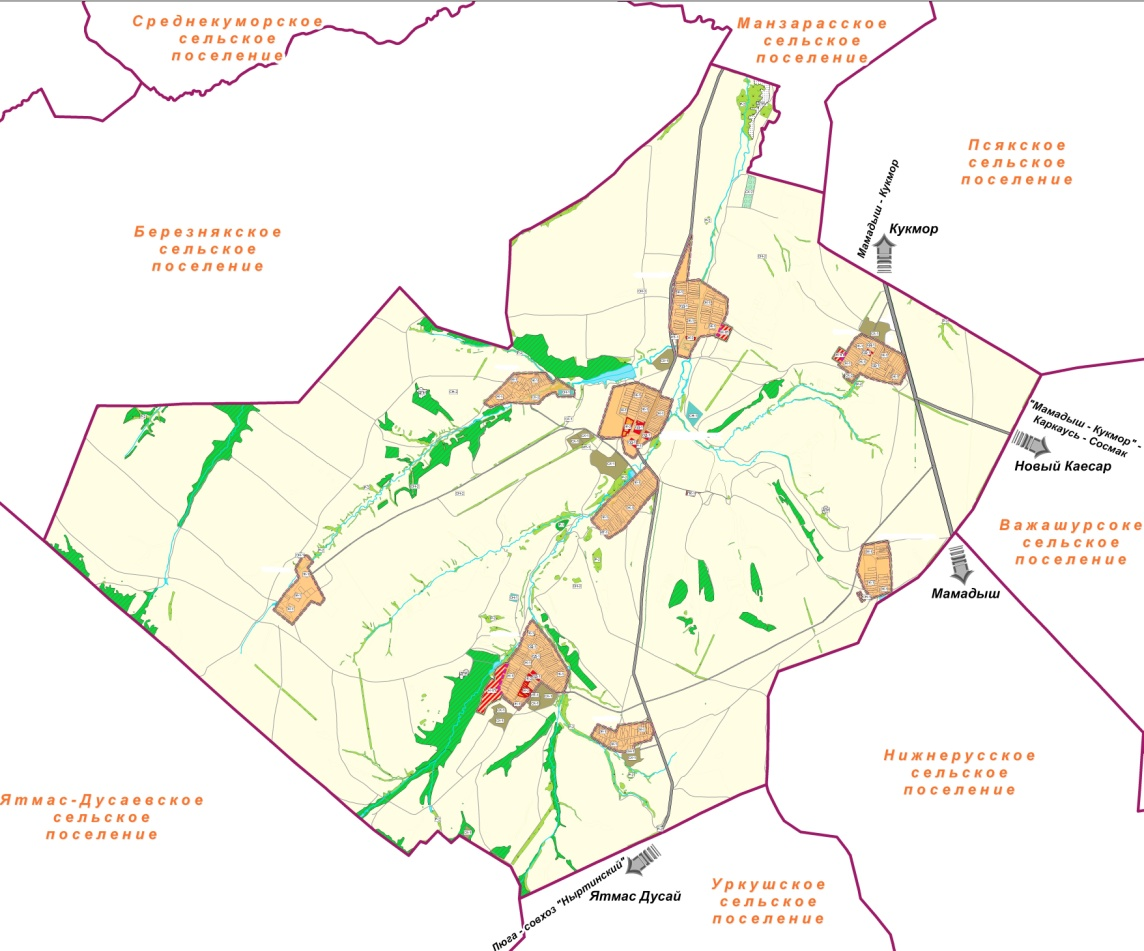 Среднекуморское
сельское
поселение
Манзарасское
сельское
поселение
Псякское
сельское
поселение
Мамадыш - Кукмор
Кукмор
Березнякское
сельское
поселение
"Мамадыш - Кукмор" -
Каркаусь - Сосмак
Новый Каесар
Важашурсоке
сельское
поселение
Мамадыш
Нижнерусское
сельское
поселение
Ятмас-Дусаевское
сельское
поселение
Люга - совхоз "Ныртинский"
Ятмас Дусай
Уркушское
сельское
поселение